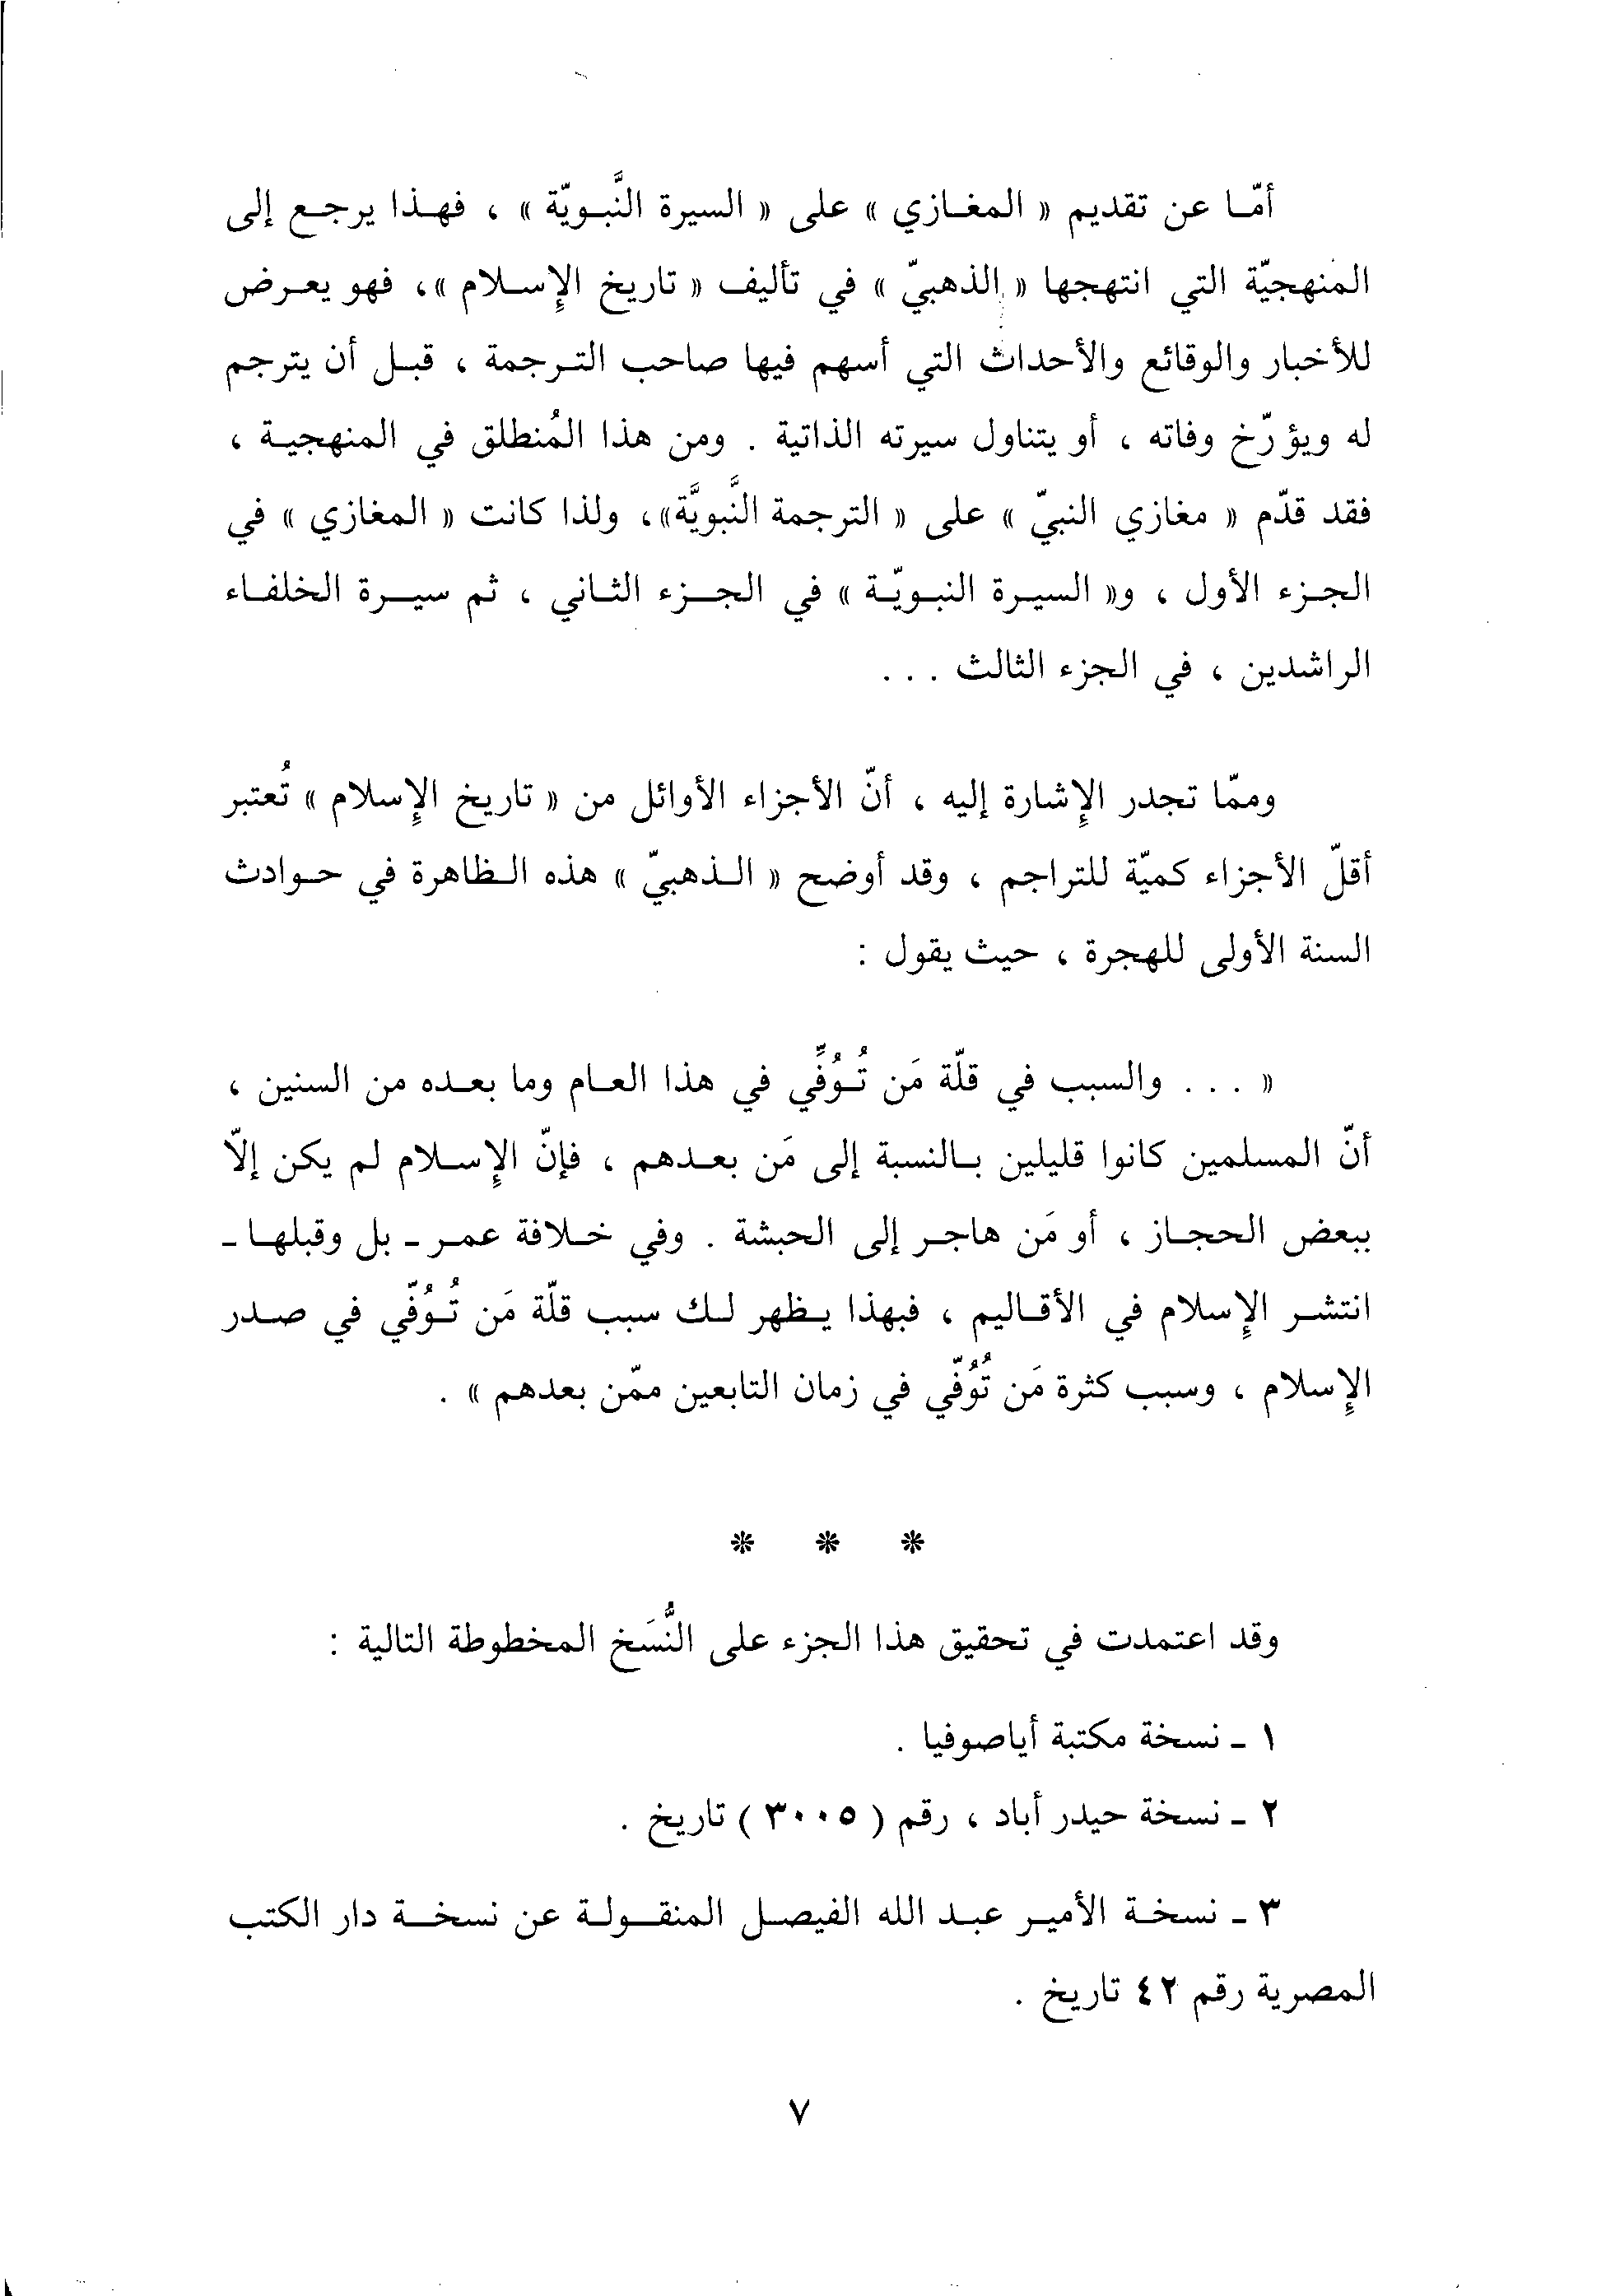 أمّا عن تقديم « المغازي » على « السيرة النَّبويّة » ، فهذا يرجع إلى
المنهجيّة التي انتهجها « الذهبيّ » في تأليف « تاريخ الإسلام »، فهو يعرض
للأخبار والوقائع والأحداث التي أسهم فيها صاحب الترجمة ، قبل أن يترجم
له ويؤرّخ وفاته ، أو يتناول سيرته الذاتية . ومن هذا المُنطلق في المنهجية ،
فقد قدّم « مغازي النبيّ » على « الترجمة النَّبويَّة»، ولذا كانت « المغازي » في
الجزء الأول ، و« السيرة النبويّة » في الجزء الثاني ، ثم سيرة الخلفاء
الراشدين ، في الجزء الثالث . . .
وممّا تجدر الإشارة إليه ، أنّ الأجزاء الأوائل من « تاريخ الإسلام » تُعتبر
أقلّ الأجزاء كميّة للتراجم ، وقد أوضح « الذهبيّ » هذه الظاهرة في حوادث
السنة الأولى للهجرة ، حيث يقول :
« . . . والسبب في قلّة مَن تُوُفِّي في هذا العام وما بعده من السنين ،
أنّ المسلمين كانوا قليلين بالنسبة إلى مَن بعدهم ، فإنّ الإسلام لم يكن إلاّ
ببعض الحجاز ، أو مَن هاجر إلى الحبشة . وفي خلافة عمر ـ بل وقبلها ـ
انتشر الإسلام في الأقاليم ، فبهذا يظهر لك سبب قلّة مَن تُوُفّي في صدر
الإسلام ، وسبب كثرة مَن تُوُفّي في زمان التابعين ممّن بعدهم » .
* * *
وقد اعتمدت في تحقيق هذا الجزء على النُّسَخ المخطوطة التالية :
١ ـ نسخة مكتبة أياصوفيا .
٢ ـ نسخة حيدر أباد ، رقم ( ٣٠٠٥ ) تاريخ .
٣ ـ نسخة الأمير عبد الله الفيصل المنقولة عن نسخة دار الكتب
المصرية رقم ٤٢ تاريخ .
٧